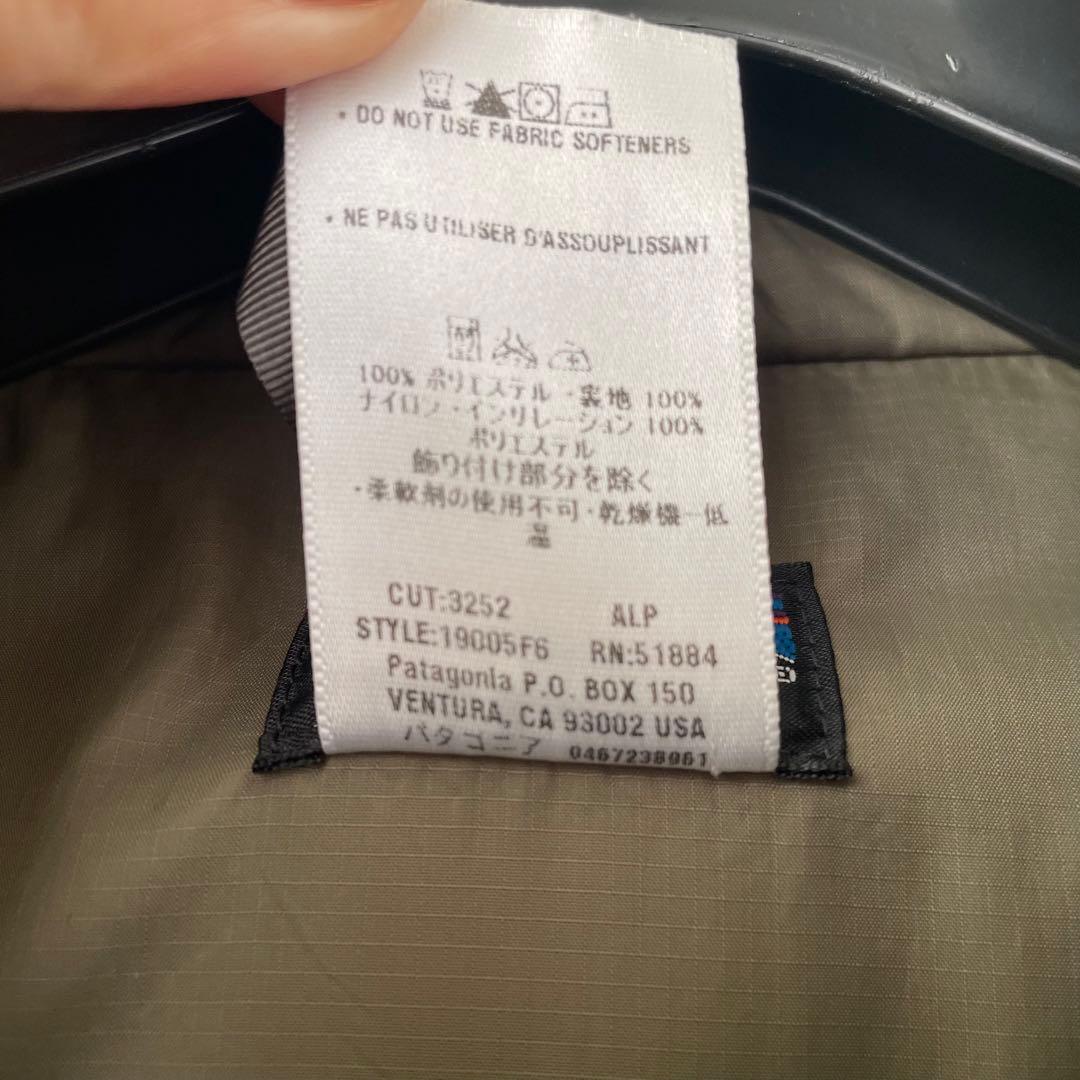 • DO NOT USE FABRIC SOFTENERS
• NE PAS UTILISER D'ASSOUPLISSANT
100% ポリエステル・裏地 100%
ナイロン・インサレーション 100%
ポリエステル
飾り付け部分を除く
・柔軟剤の使用不可・乾燥機ー低
温
CUT:3252 ALP
STYLE:19005F6 RN:51884
Patagonia P.O. BOX 150
VENTURA, CA 93002 USA
パタゴニア 0467238961